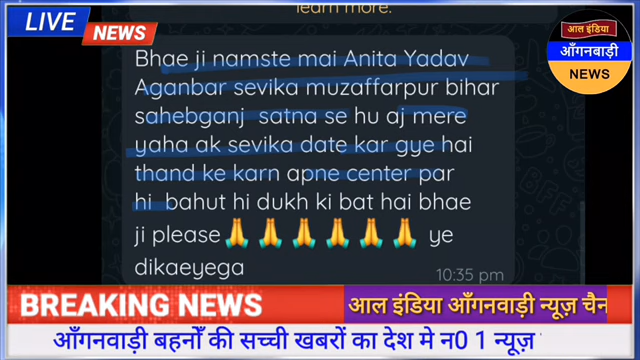 learn more.
LIVE
NEWS
आल इंडिया
आँगनबाड़ी
NEWS
Bhae ji namste mai Anita Yadav
Aganbar sevika muzaffarpur bihar
sahebganj satna se hu aj mere
yaha ak sevika date kar gye hai
thand ke karn apne center par
hi bahut hi dukh ki bat hai bhae
ji please🙏🙏🙏🙏🙏🙏 ye
dikaeyega
10:35 pm
BREAKING NEWS
आल इंडिया आँगनवाड़ी न्यूज़ चैन
आँगनवाड़ी बहनोँ की सच्ची खबरों का देश मे न0 1 न्यूज़